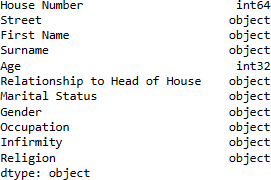 House Number int64
Street object
First Name object
Surname object
Age int32
Relationship to Head of House object
Marital Status object
Gender object
Occupation object
Infirmity object
Religion object
dtype: object